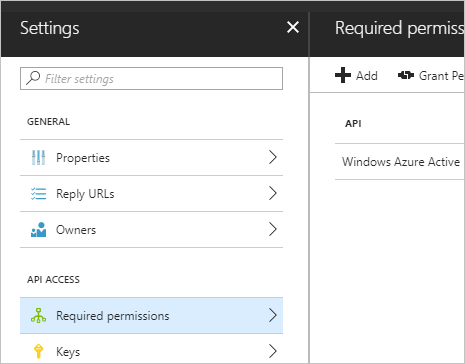 Settings
Filter settings
GENERAL
Properties
Reply URLs
Owners
API ACCESS
Required permissions
Keys
Required permiss
Add Grant Pe
API
Windows Azure Active